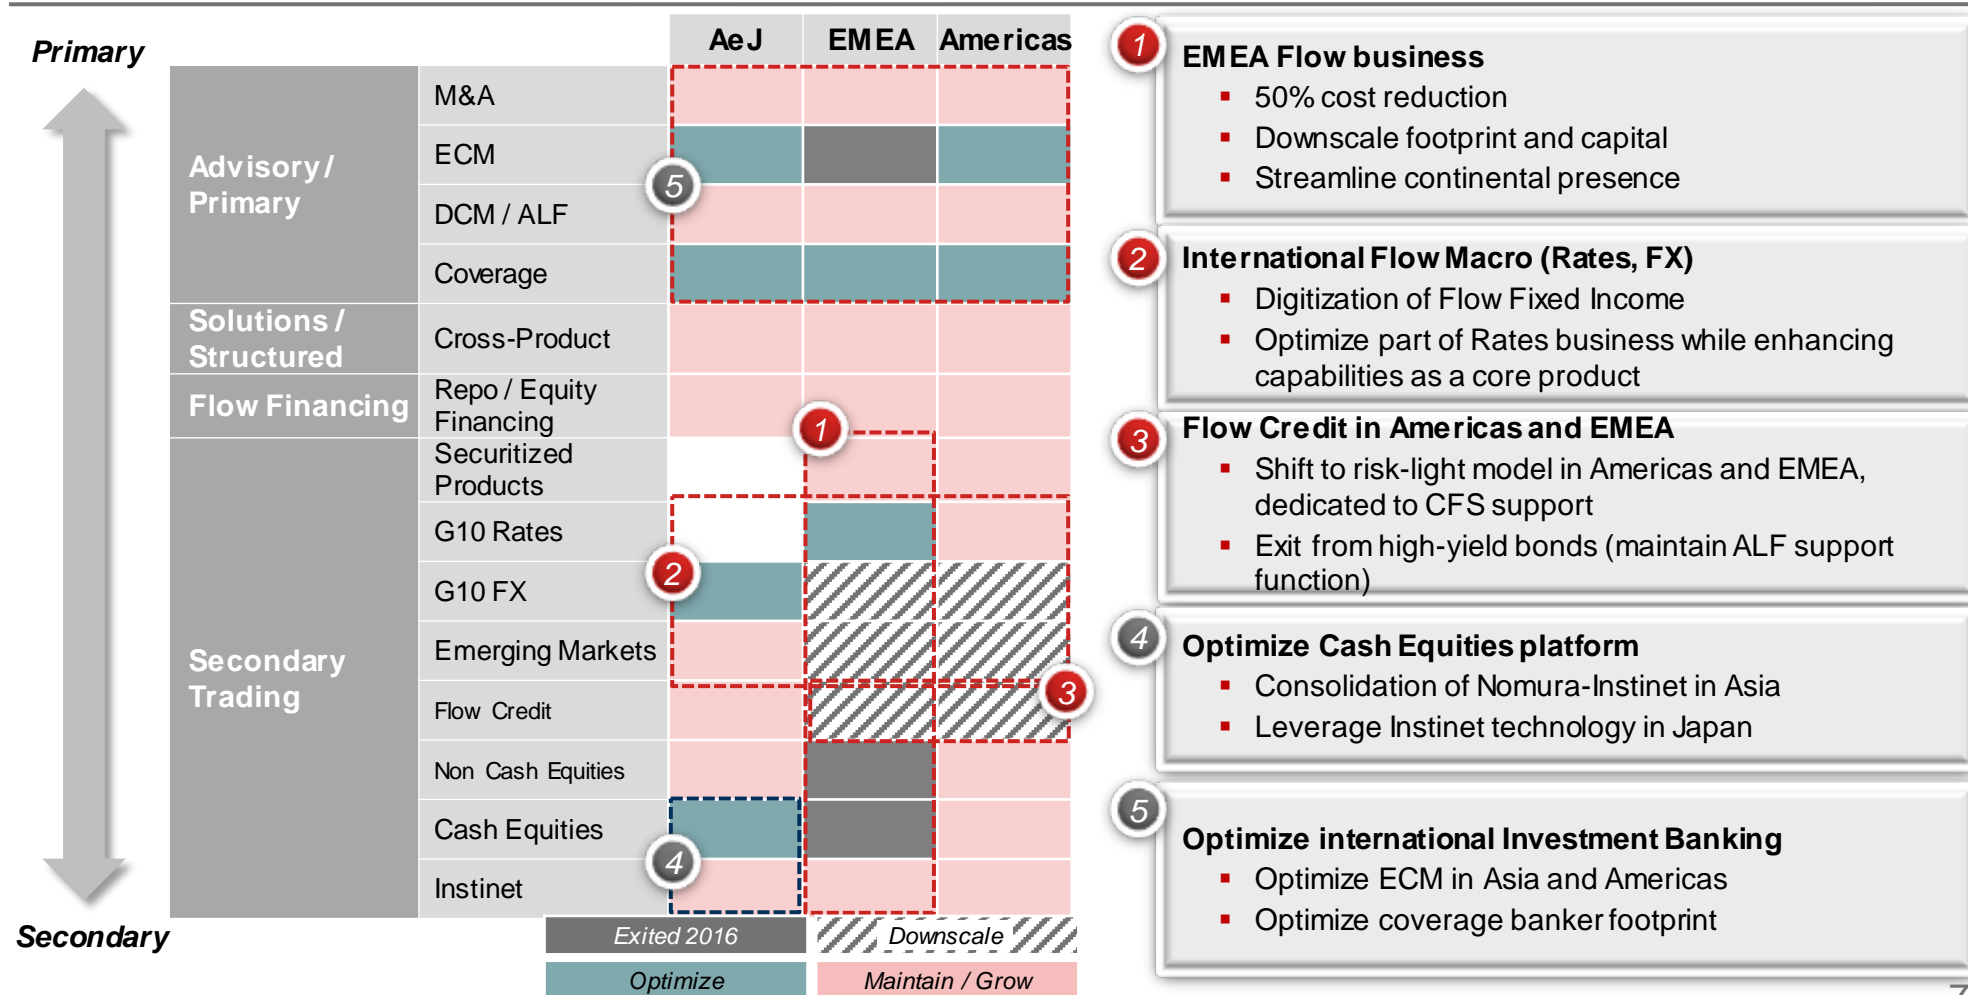 Primary
AeJ EMEA Americas
Advisory / Primary
M&A
ECM
DCM / ALF
Coverage
Solutions / Structured
Cross-Product
Flow Financing
Repo / Equity Financing
Secondary Trading
Securitized Products
G10 Rates
G10 FX
Emerging Markets
Flow Credit
Non Cash Equities
Cash Equities
Instinet
5
1
2
3
4
Secondary
Exited 2016
Downscale
Optimize
Maintain / Grow
1
EMEA Flow business
▪ 50% cost reduction
▪ Downscale footprint and capital
▪ Streamline continental presence
2
International Flow Macro (Rates, FX)
▪ Digitization of Flow Fixed Income
▪ Optimize part of Rates business while enhancing
capabilities as a core product
3
Flow Credit in Americas and EMEA
▪ Shift to risk-light model in Americas and EMEA,
dedicated to CFS support
▪ Exit from high-yield bonds (maintain ALF support
function)
4
Optimize Cash Equities platform
▪ Consolidation of Nomura-Instinet in Asia
▪ Leverage Instinet technology in Japan
5
Optimize international Investment Banking
▪ Optimize ECM in Asia and Americas
▪ Optimize coverage banker footprint